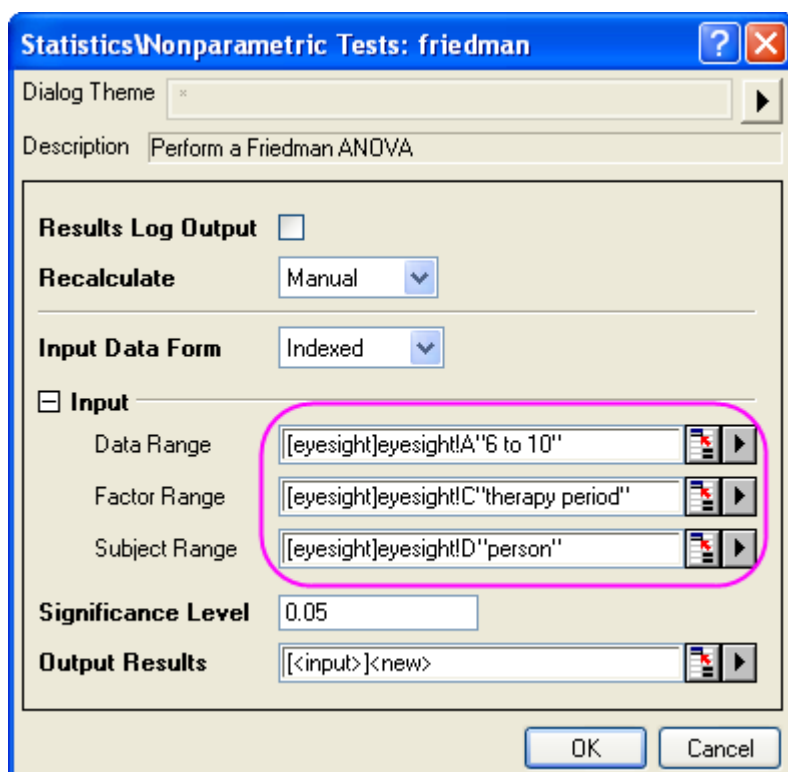 Statistics\Nonparametric Tests: friedman
Dialog Theme *
Description Perform a Friedman ANOVA
Results Log Output
Recalculate Manual
Input Data Form Indexed
Input
Data Range [eyesight]eyesight!A"6 to 10"
Factor Range [eyesight]eyesight!C"therapy period"
Subject Range [eyesight]eyesight!D"person"
Significance Level 0.05
Output Results [<input>]<new>
OK Cancel